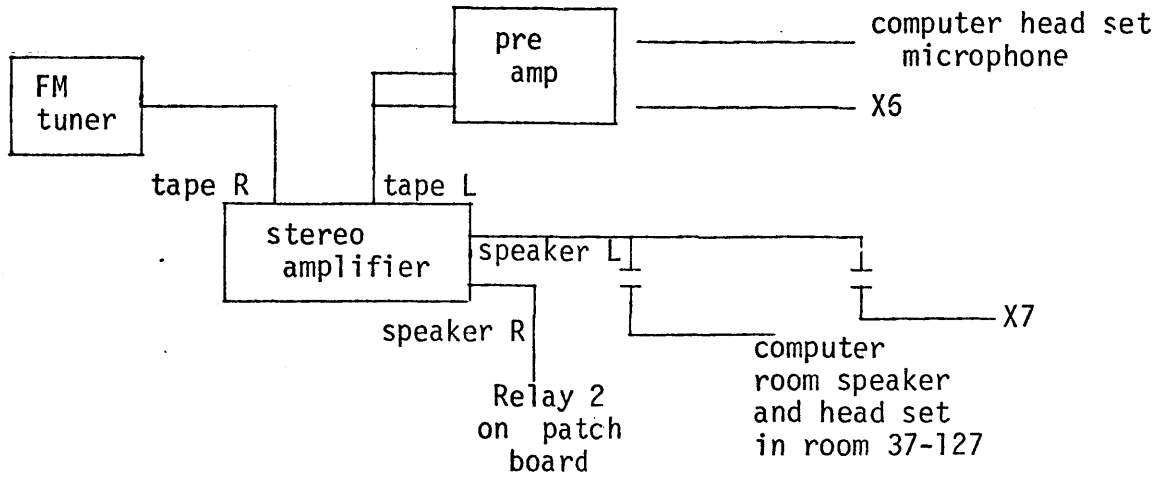 computer head set
microphone
pre
amp
FM
tuner
X6
tape R
tape L
stereo
amplifier
speaker L
X7
speaker R
computer
room speaker
and head set
in room 37-127
Relay 2
on patch
board